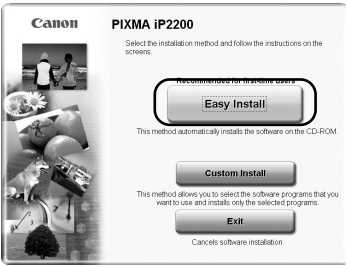 Canon
PIXMA iP2200
Select the installation method and follow the instructions on the
screens.
Recommended for first-time users
Easy Install
This method automatically installs the software on the CD-ROM.
Custom Install
This method allows you to select the software programs that you
want to use and installs only the selected programs.
Exit
Cancels software installation.